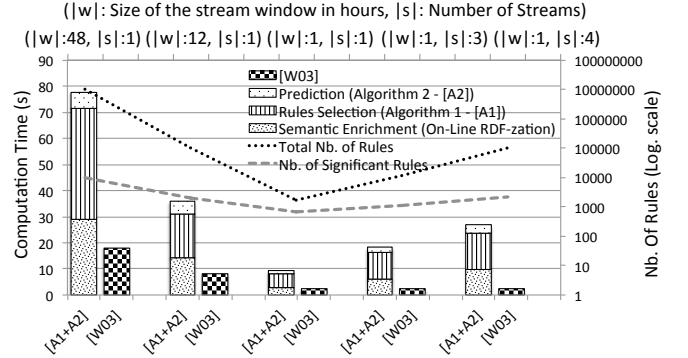 (|w|: Size of the stream window in hours, |s|: Number of Streams)
(|w|:48, |s|:1) (|w|:12, |s|:1) (|w|:1, |s|:1) (|w|:1, |s|:3) (|w|:1, |s|:4)
Computation Time (s)
90
80
70
60
50
40
30
20
10
0
[W03]
Prediction (Algorithm 2 - [A2])
Rules Selection (Algorithm 1 - [A1])
Semantic Enrichment (On-Line RDF-zation)
Total Nb. of Rules
Nb. of Significant Rules
100000000
10000000
1000000
100000
10000
1000
100
10
1
Nb. Of Rules (Log. scale)
[A1+A2] [W03] [A1+A2] [W03] [A1+A2] [W03] [A1+A2] [W03] [A1+A2] [W03]